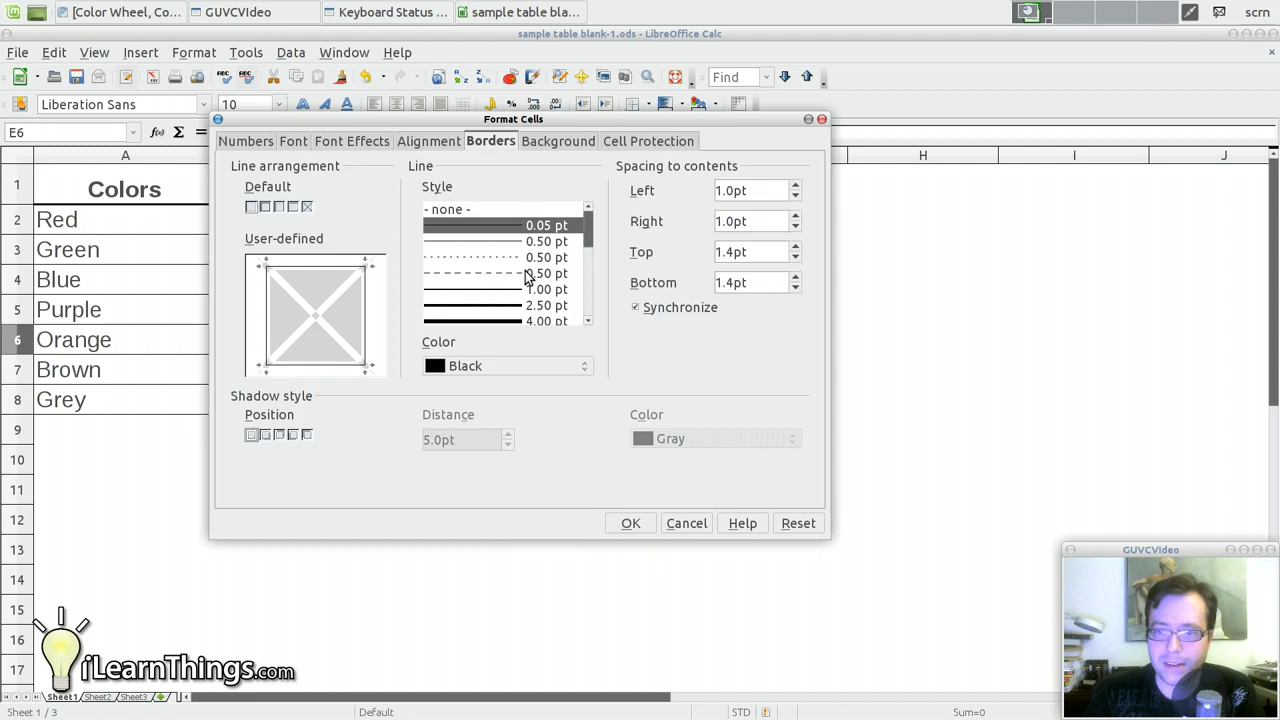 [Color Wheel, Co...
GUVCVIdeo
Keyboard Status ...
sample table bla...
scrn
sample table blank-1.ods - LibreOffice Calc
File Edit View Insert Format Tools Data Window Help
Find
Liberation Sans
10
E6
Format Cells
Numbers Font Font Effects Alignment Borders Background Cell Protection
Line arrangement
Default
User-defined
Line
Style
- none -
0.05 pt
0.50 pt
0.50 pt
0.50 pt
1.00 pt
2.50 pt
4.00 pt
Color
Black
Spacing to contents
Left 1.0pt
Right 1.0pt
Top 1.4pt
Bottom 1.4pt
Synchronize
Shadow style
Position
Distance
5.0pt
Color
Gray
OK Cancel Help Reset
A H I J
1 Colors
2 Red
3 Green
4 Blue
5 Purple
6 Orange
7 Brown
8 Grey
9
10
11
12
13
14
15
16
17
GUVCVIdeo
iLearnThings.com
Sheet1 Sheet2 Sheet3
Sheet 1 / 3 Default STD Sum=0